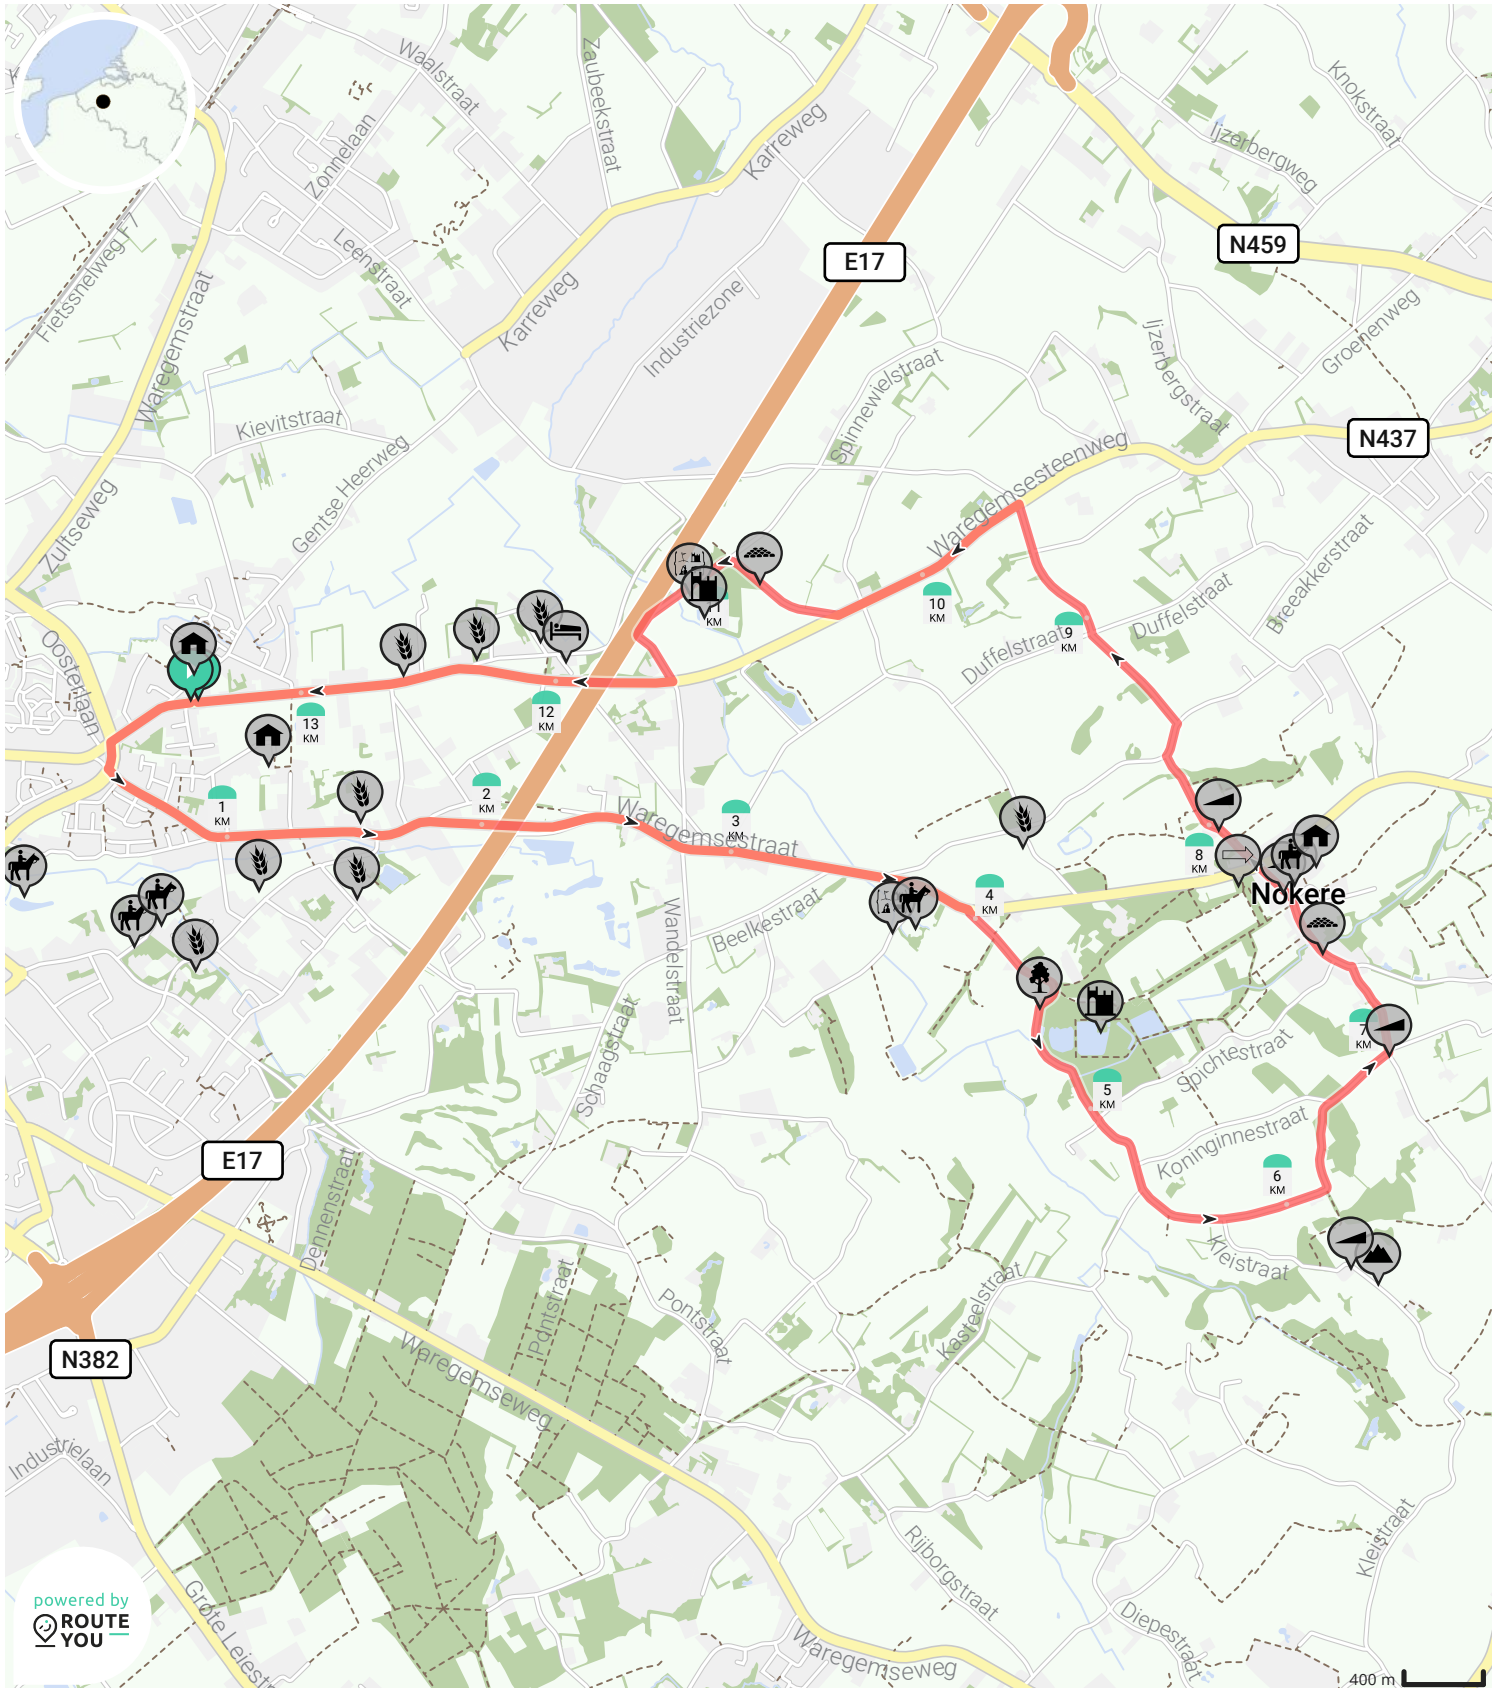 Waalstraat
Zaubeekstraat
Knokstraat
Zonnelaan
Karreweg
Ijzerbergweg
Fietssnelweg F7
Leenstraat
N459
E17
Waregemstraat
Karreweg
Industriezone
Groenenweg
Ijzerbergstraat
Spinnewielstraat
Kievitstraat
N437
Gentse Heerweg
Waregemsesteenweg
Zultseweg
Breeakkerstraat
Duffelstraat
Duffelstraat
Oosterlaan
10
KM
11
KM
9
KM
12
KM
13
KM
1
KM
2
KM
3
KM
Waregemsestraat
8
KM
4
KM
Nokere
Beelkestraat
Wandelstraat
7
KM
Spichtestraat
Schaagstraat
5
KM
Koninginnestraat
6
KM
E17
Dennenstraat
Kleistraat
Pontstraat
Pontstraat
Kasteelstraat
N382
Waregemseweg
Industrielaan
Kleistraat
Rijborgstraat
powered by
ROUTE
YOU
Grote Leiestr
Diepestraat
Waregemseweg
400 m